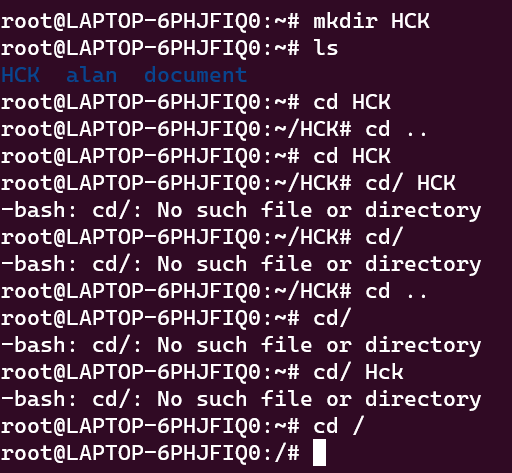 root@LAPTOP-6PHJFIQ0:~# mkdir HCK
root@LAPTOP-6PHJFIQ0:~# ls
HCK  alan  document
root@LAPTOP-6PHJFIQ0:~# cd HCK
root@LAPTOP-6PHJFIQ0:~/HCK# cd ..
root@LAPTOP-6PHJFIQ0:~# cd HCK
root@LAPTOP-6PHJFIQ0:~/HCK# cd/ HCK
-bash: cd/: No such file or directory
root@LAPTOP-6PHJFIQ0:~/HCK# cd/
-bash: cd/: No such file or directory
root@LAPTOP-6PHJFIQ0:~/HCK# cd ..
root@LAPTOP-6PHJFIQ0:~# cd/
-bash: cd/: No such file or directory
root@LAPTOP-6PHJFIQ0:~# cd/ Hck
-bash: cd/: No such file or directory
root@LAPTOP-6PHJFIQ0:~# cd /
root@LAPTOP-6PHJFIQ0:/#